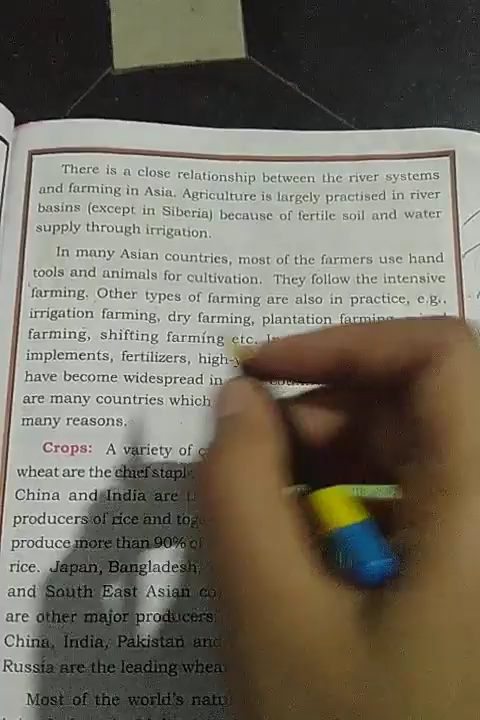 There is a close relationship between the river systems
and farming in Asia. Agriculture is largely practised in river
basins (except in Siberia) because of fertile soil and water
supply through irrigation.
In many Asian countries, most of the farmers use hand
tools and animals for cultivation. They follow the intensive
farming. Other types of farming are also in practice, e.g.,
irrigation farming, dry farming, plantation farming,
farming, shifting farming etc.
implements, fertilizers,
have become widespread in
are many countries which
many reasons.
Crops: A variety of
wheat are the chief
China and India are
producers of rice and
produce more than 90% of
rice. Japan, Bangladesh,
and South East Asian
are other major producers
China, India, Pakistan and
Russia are the leading
Most of the world's